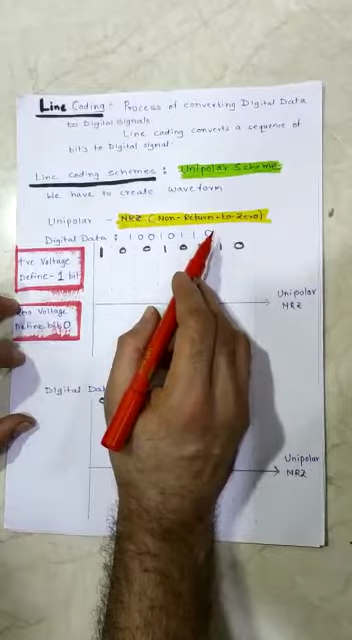 Line Coding : Process of converting Digital Data
to Digital signals.
Line coding converts a sequence of
bit's to Digital signal.
Line coding schemes : Unipolar Scheme
We have to create waveform
Unipolar - NRZ (Non-Return-to-Zero)
Digital Data : 1 0 0 1 0 1 1 0
+ve Voltage
Define - 1 bit
1 0 0 1 0 1 0
Zero Voltage
Define bit 0
Unipolar
NRZ
Digital Dat
Unipolar
NRZ